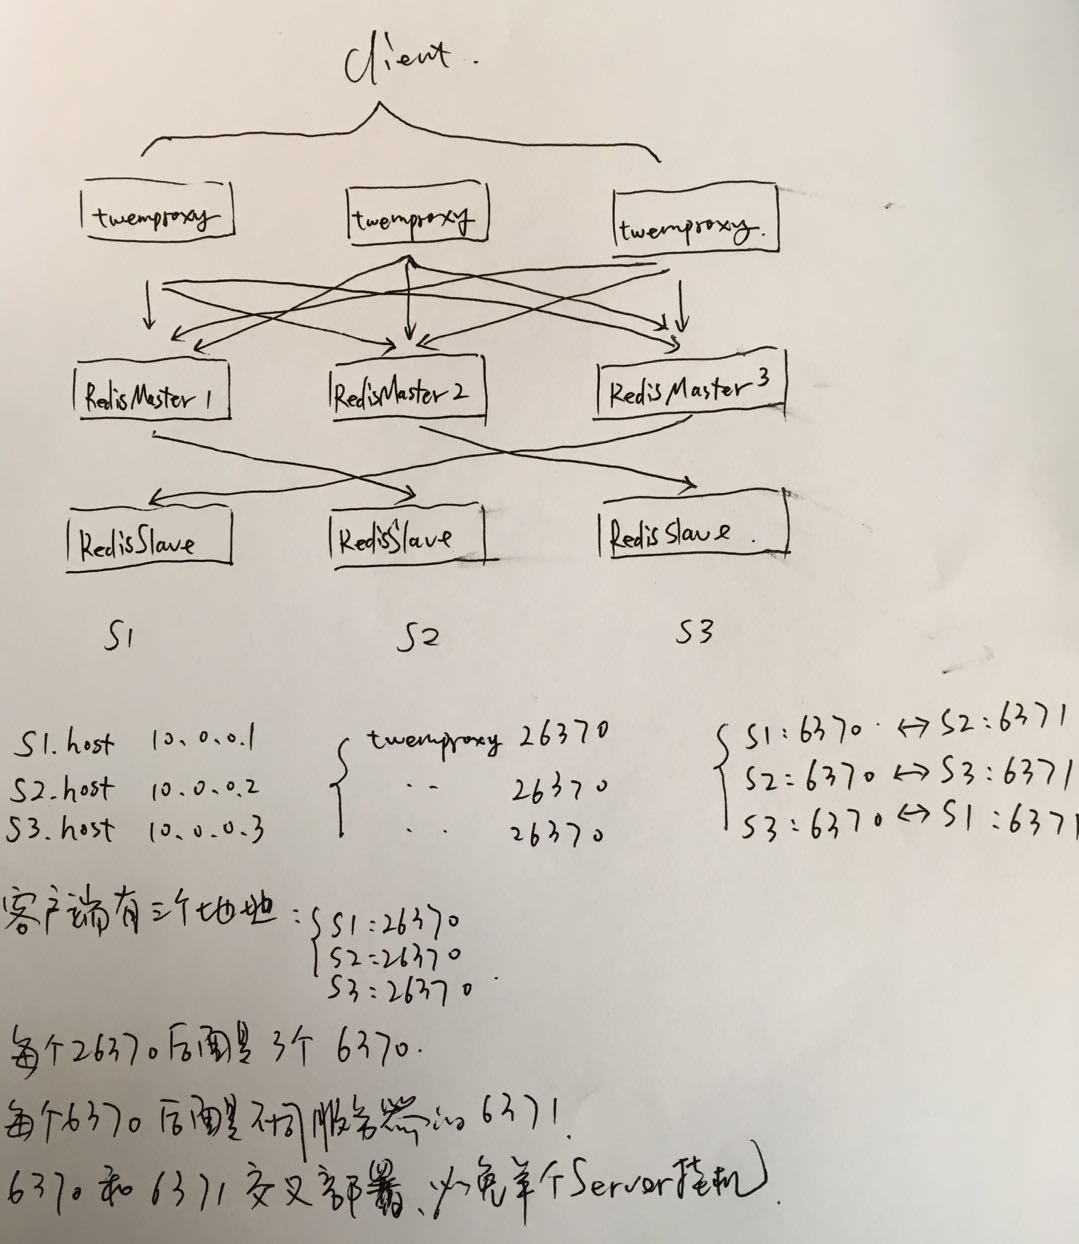 Client.
twemproxy twemproxy twemproxy.
RedisMaster 1 RedisMaster 2 Redis Master 3
RedisSlave RedisSlave Redis Slave.
S1 S2 S3
S1.host 10.0.0.1 twemproxy 26370 S1:6370 ↔ S2:6371
S2.host 10.0.0.2 .. 26370 S2:6370 ↔ S3:6371
S3.host 10.0.0.3 .. 26370 S3:6370 ↔ S1:6371
客户端有三个地址: S1:26370
S2:26370
S3:26370.
每个26370后面是3个6370.
每个6370后面是不同服务器的6371.
6370和6371交叉部署、以免单个Server挂机.